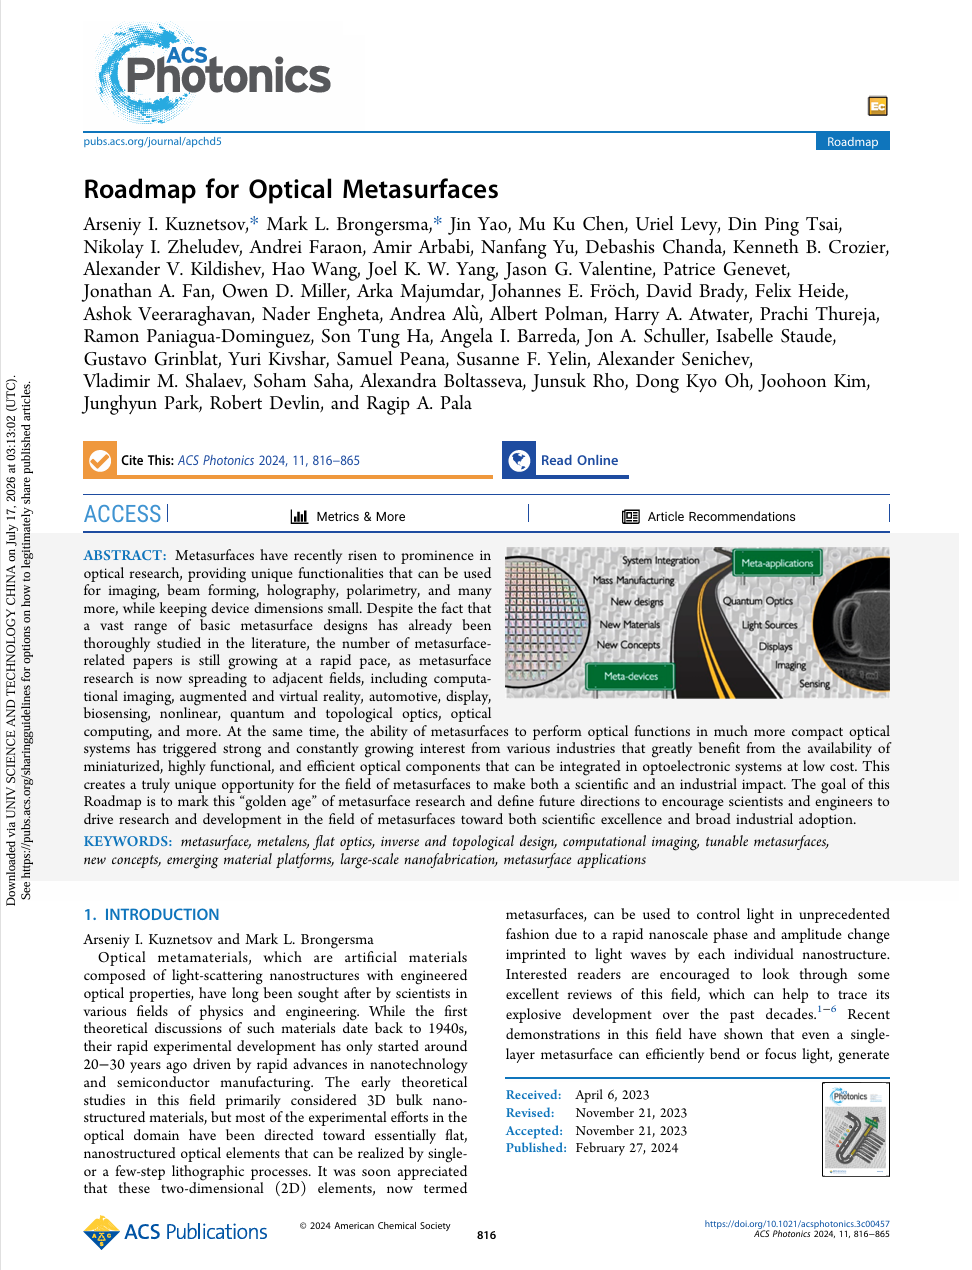 ACS
Photonics
Ec
pubs.acs.org/journal/apchd5
Roadmap
Roadmap for Optical Metasurfaces
Arseniy I. Kuznetsov,* Mark L. Brongersma,* Jin Yao, Mu Ku Chen, Uriel Levy, Din Ping Tsai,
Nikolay I. Zheludev, Andrei Faraon, Amir Arbabi, Nanfang Yu, Debashis Chanda, Kenneth B. Crozier,
Alexander V. Kildishev, Hao Wang, Joel K. W. Yang, Jason G. Valentine, Patrice Genevet,
Jonathan A. Fan, Owen D. Miller, Arka Majumdar, Johannes E. Fröch, David Brady, Felix Heide,
Ashok Veeraraghavan, Nader Engheta, Andrea Alù, Albert Polman, Harry A. Atwater, Prachi Thureja,
Ramon Paniagua-Dominguez, Son Tung Ha, Angela I. Barreda, Jon A. Schuller, Isabelle Staude,
Gustavo Grinblat, Yuri Kivshar, Samuel Peana, Susanne F. Yelin, Alexander Senichev,
Vladimir M. Shalaev, Soham Saha, Alexandra Boltasseva, Junsuk Rho, Dong Kyo Oh, Joohoon Kim,
Junghyun Park, Robert Devlin, and Ragip A. Pala
Cite This: ACS Photonics 2024, 11, 816−865
Read Online
ACCESS
Metrics & More
Article Recommendations
ABSTRACT: Metasurfaces have recently risen to prominence in
optical research, providing unique functionalities that can be used
for imaging, beam forming, holography, polarimetry, and many
more, while keeping device dimensions small. Despite the fact that
a vast range of basic metasurface designs has already been
thoroughly studied in the literature, the number of metasurface-
related papers is still growing at a rapid pace, as metasurface
research is now spreading to adjacent fields, including computa-
tional imaging, augmented and virtual reality, automotive, display,
biosensing, nonlinear, quantum and topological optics, optical
computing, and more. At the same time, the ability of metasurfaces to perform optical functions in much more compact optical
systems has triggered strong and constantly growing interest from various industries that greatly benefit from the availability of
miniaturized, highly functional, and efficient optical components that can be integrated in optoelectronic systems at low cost. This
creates a truly unique opportunity for the field of metasurfaces to make both a scientific and an industrial impact. The goal of this
Roadmap is to mark this “golden age” of metasurface research and define future directions to encourage scientists and engineers to
drive research and development in the field of metasurfaces toward both scientific excellence and broad industrial adoption.
System Integration
Mass Manufacturing
New designs
New Materials
New Concepts
Meta-devices
Meta-applications
Quantum Optics
Light Sources
Displays
Imaging
Sensing
KEYWORDS: metasurface, metalens, flat optics, inverse and topological design, computational imaging, tunable metasurfaces,
new concepts, emerging material platforms, large-scale nanofabrication, metasurface applications
1. INTRODUCTION
Arseniy I. Kuznetsov and Mark L. Brongersma
Optical metamaterials, which are artificial materials
composed of light-scattering nanostructures with engineered
optical properties, have long been sought after by scientists in
various fields of physics and engineering. While the first
theoretical discussions of such materials date back to 1940s,
their rapid experimental development has only started around
20−30 years ago driven by rapid advances in nanotechnology
and semiconductor manufacturing. The early theoretical
studies in this field primarily considered 3D bulk nano-
structured materials, but most of the experimental efforts in the
optical domain have been directed toward essentially flat,
nanostructured optical elements that can be realized by single-
or a few-step lithographic processes. It was soon appreciated
that these two-dimensional (2D) elements, now termed
metasurfaces, can be used to control light in unprecedented
fashion due to a rapid nanoscale phase and amplitude change
imprinted to light waves by each individual nanostructure.
Interested readers are encouraged to look through some
excellent reviews of this field, which can help to trace its
explosive development over the past decades.1−6 Recent
demonstrations in this field have shown that even a single-
layer metasurface can efficiently bend or focus light, generate
Received: April 6, 2023
Revised: November 21, 2023
Accepted: November 21, 2023
Published: February 27, 2024
Photonics
ACS Publications
© 2024 American Chemical Society
816
https://doi.org/10.1021/acsphotonics.3c00457
ACS Photonics 2024, 11, 816−865
Downloaded via UNIV SCIENCE AND TECHNOLOGY CHINA on July 17, 2026 at 03:13:02 (UTC).
See https://pubs.acs.org/sharingguidelines for options on how to legitimately share published articles.